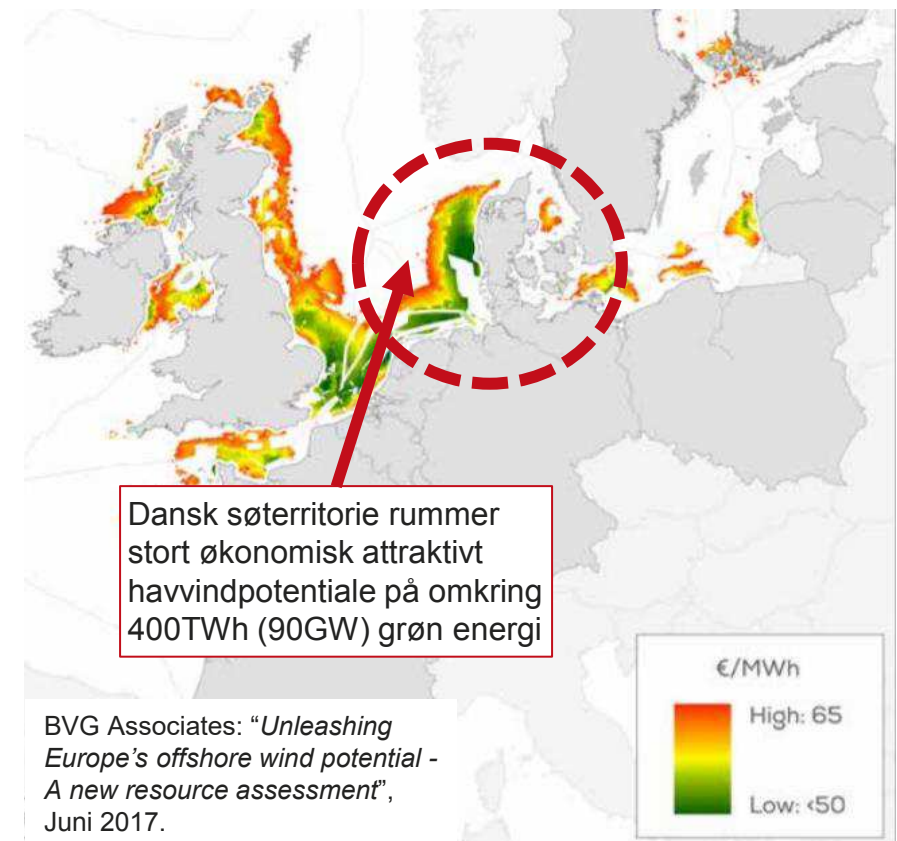 Dansk søterritorie rummer
stort økonomisk attraktivt
havvindpotentiale på omkring
400TWh (90GW) grøn energi
€/MWh
High: 65
Low: <50
BVG Associates: “Unleashing
Europe’s offshore wind potential -
A new resource assessment”,
Juni 2017.